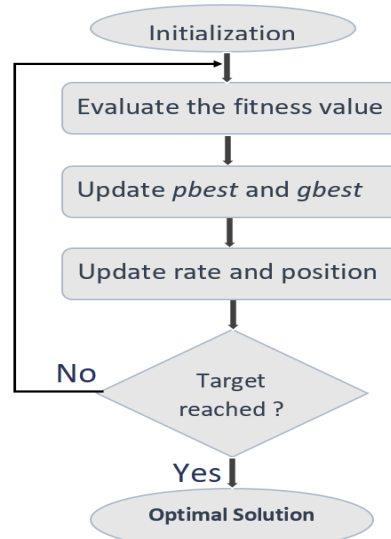 Initialization
Evaluate the fitness value
Update pbest and gbest
Update rate and position
No
Target
reached ?
Yes
Optimal Solution